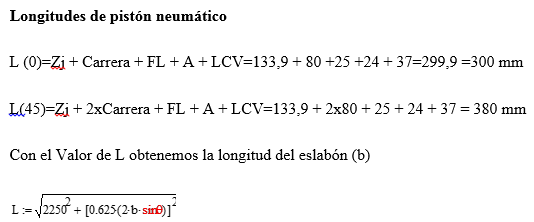 Longitudes de pistón neumático
L (0)=Zj + Carrera + FL + A + LCV=133,9 + 80 +25 +24 + 37=299,9 =300 mm
L(45)=Zj + 2xCarrera + FL + A + LCV=133,9 + 2x80 + 25 + 24 + 37 = 380 mm
Con el Valor de L obtenemos la longitud del eslabón (b)
L := √2250² + [0.625(2·b·sinθ)]²